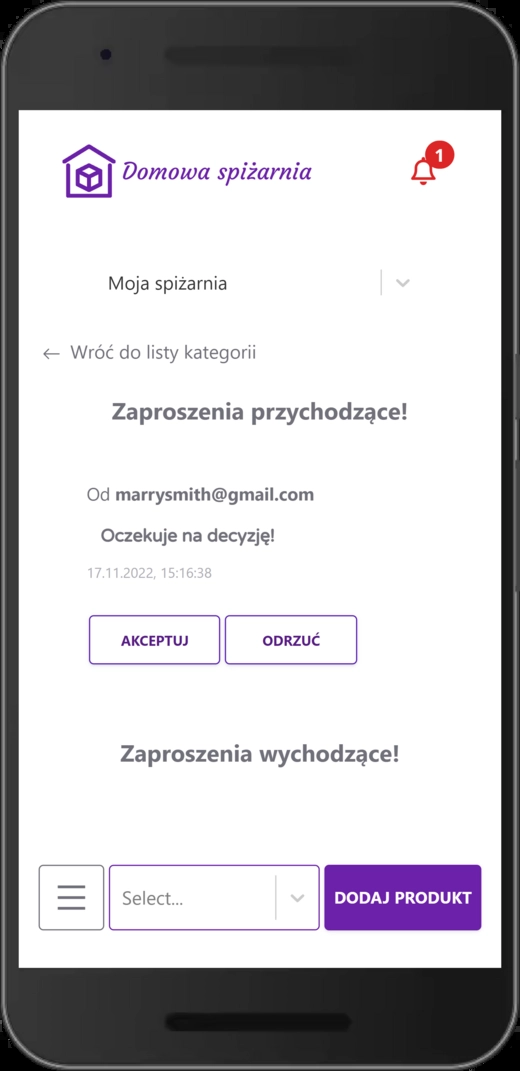 Domowa spiżarnia
1
Moja spiżarnia
← Wróć do listy kategorii
Zaproszenia przychodzące!
Od marrysmith@gmail.com
Oczekuje na decyzję!
17.11.2022, 15:16:38
AKCEPTUJ ODRZUĆ
Zaproszenia wychodzące!
Select... DODAJ PRODUKT